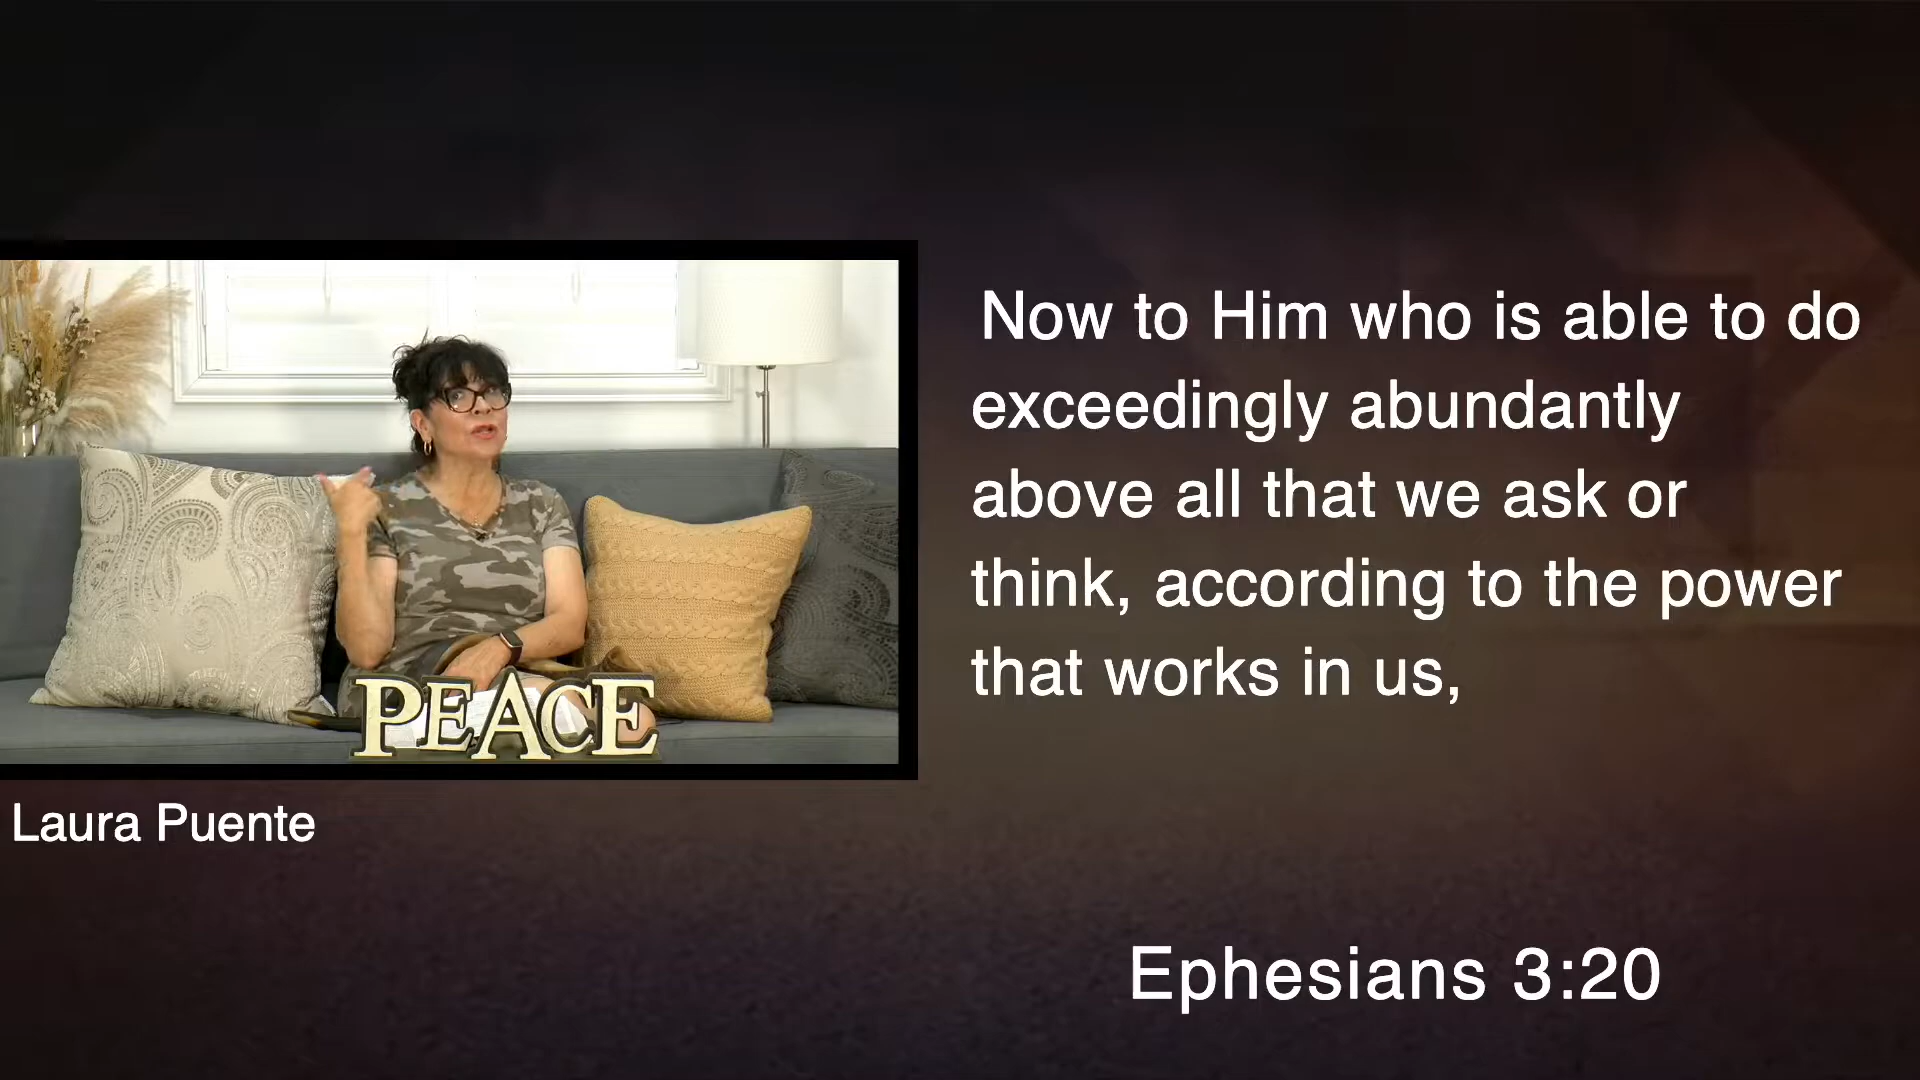 Now to Him who is able to do
exceedingly abundantly
above all that we ask or
think, according to the power
that works in us,
PEACE
Laura Puente
Ephesians 3:20